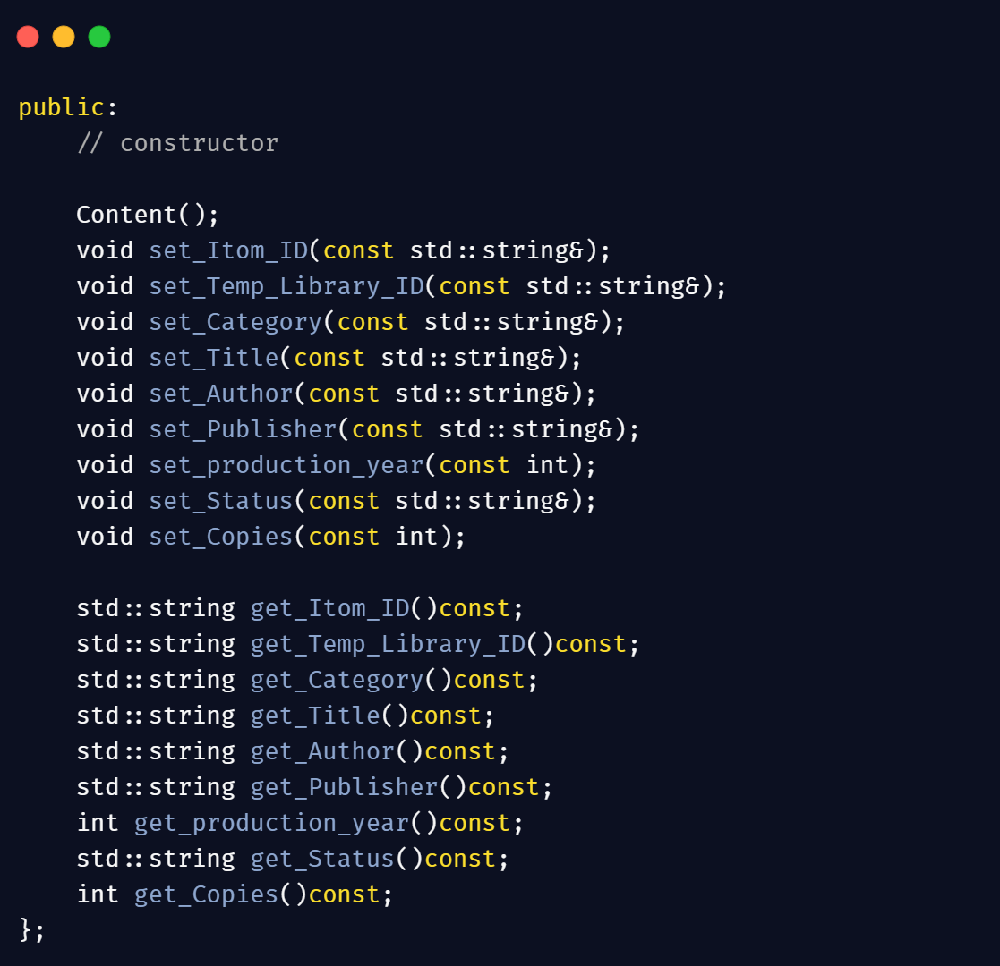 public:
    // constructor

    Content();
    void set_Itom_ID(const std::string&);
    void set_Temp_Library_ID(const std::string&);
    void set_Category(const std::string&);
    void set_Title(const std::string&);
    void set_Author(const std::string&);
    void set_Publisher(const std::string&);
    void set_production_year(const int);
    void set_Status(const std::string&);
    void set_Copies(const int);

    std::string get_Itom_ID()const;
    std::string get_Temp_Library_ID()const;
    std::string get_Category()const;
    std::string get_Title()const;
    std::string get_Author()const;
    std::string get_Publisher()const;
    int get_production_year()const;
    std::string get_Status()const;
    int get_Copies()const;
};